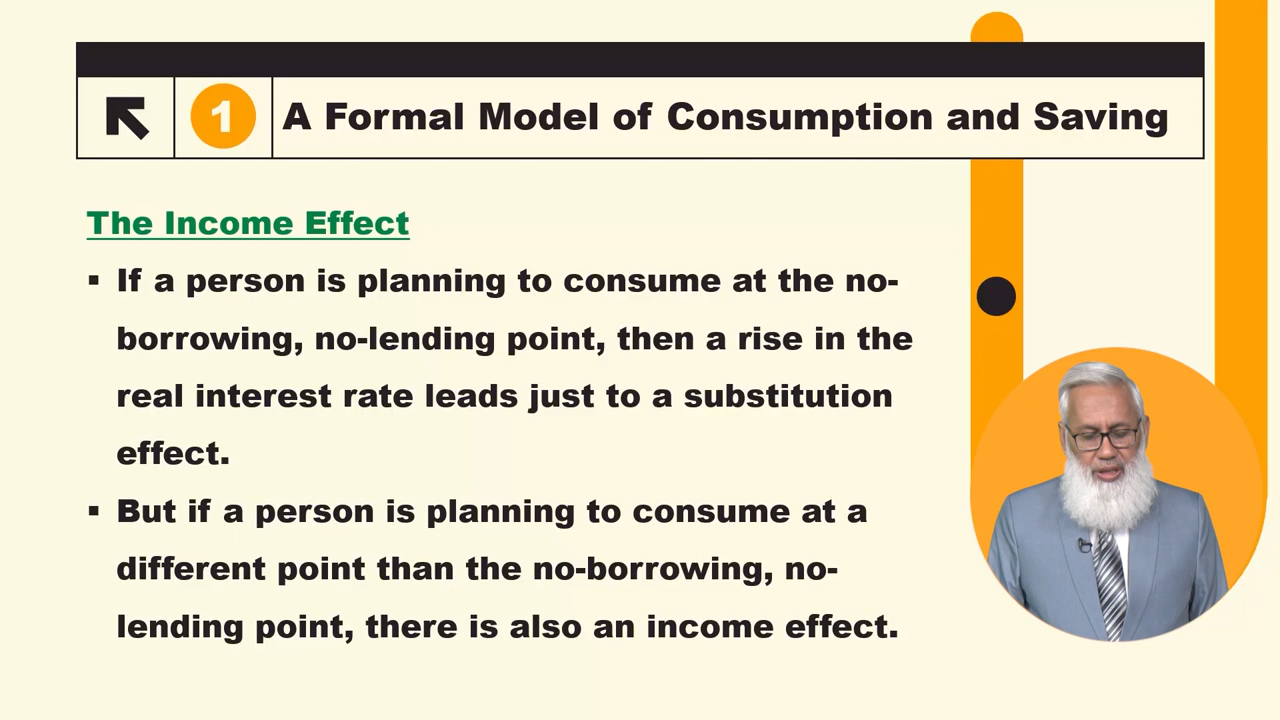 1
A Formal Model of Consumption and Saving
The Income Effect
▪ If a person is planning to consume at the no-
borrowing, no-lending point, then a rise in the
real interest rate leads just to a substitution
effect.
▪ But if a person is planning to consume at a
different point than the no-borrowing, no-
lending point, there is also an income effect.